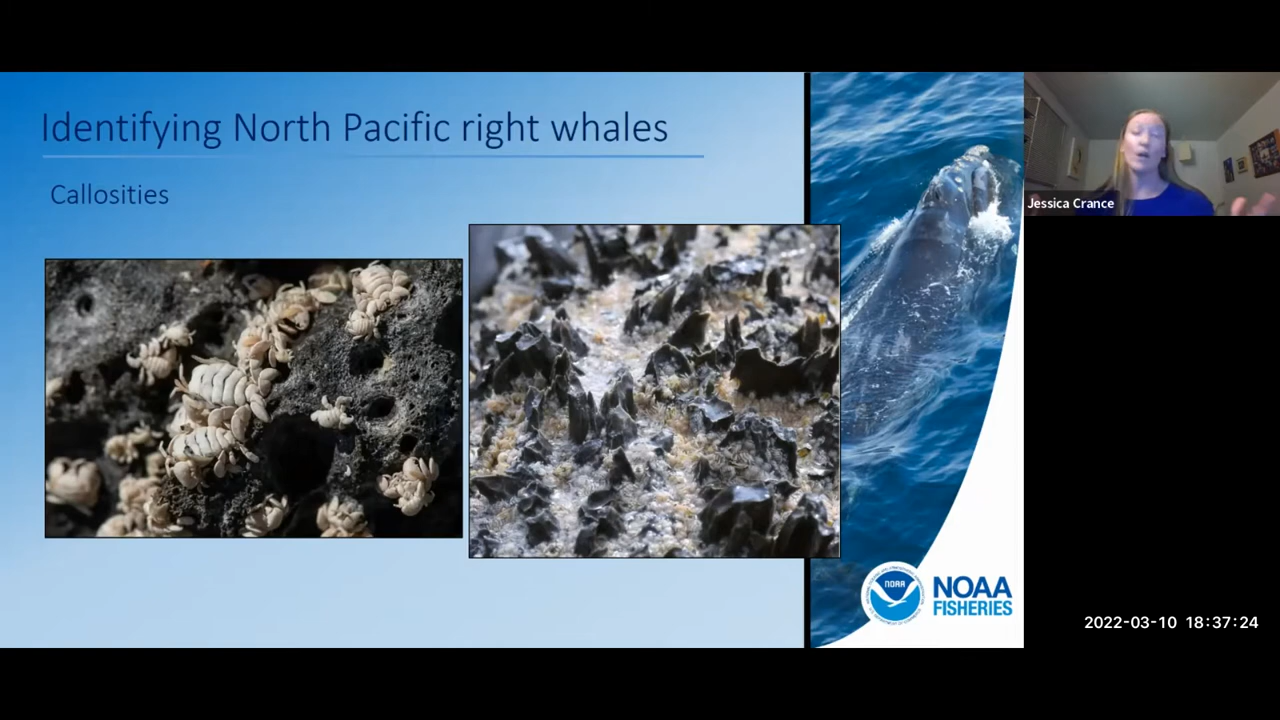 Identifying North Pacific right whales
Callosities
Jessica Crance
NOAA
NOAA
FISHERIES
2022-03-10 18:37:24